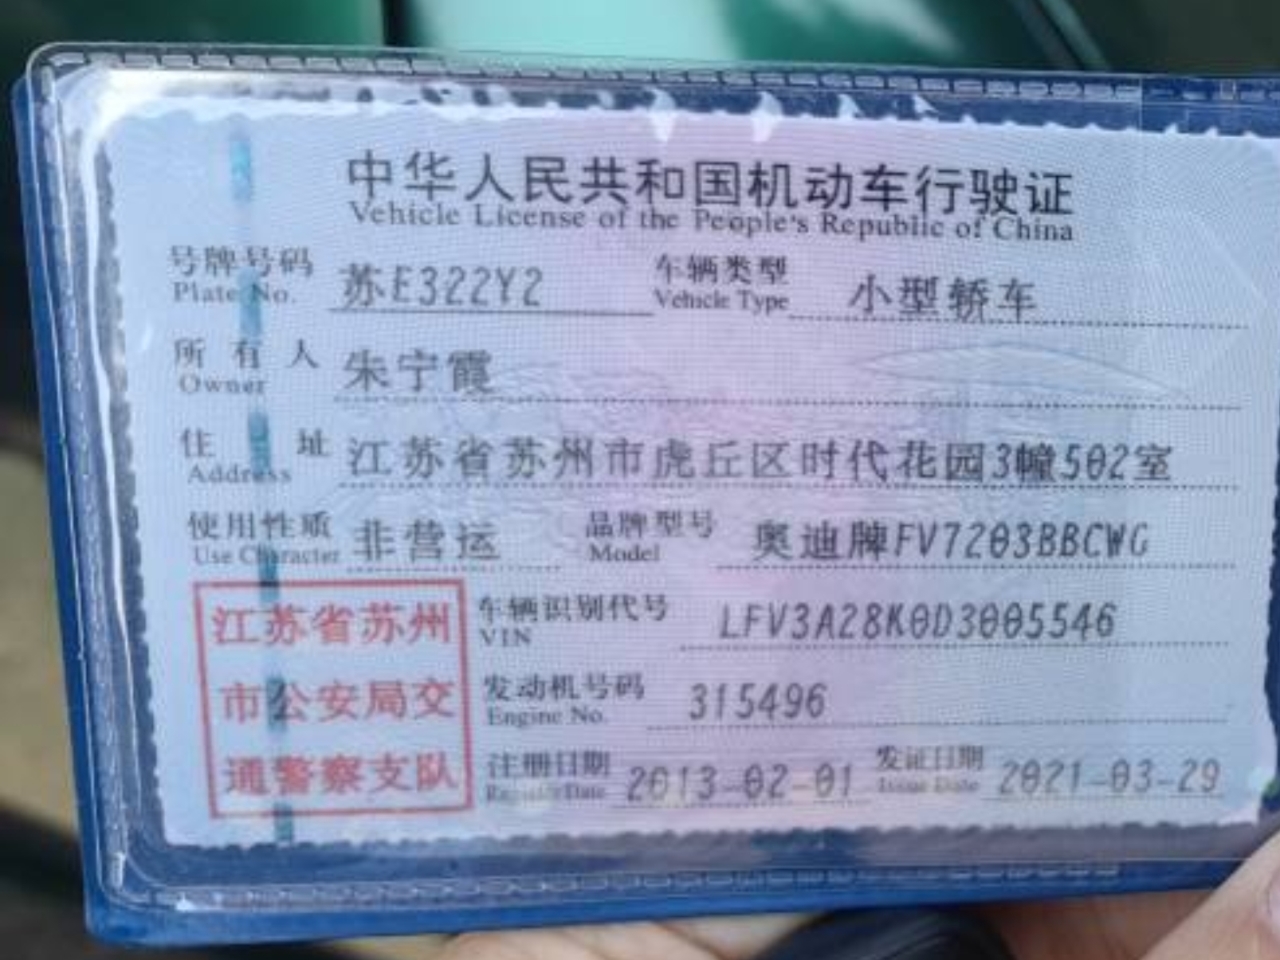 中华人民共和国机动车行驶证
Vehicle License of the People's Republic of China
号牌号码 苏E322Y2 车辆类型 小型轿车
Plate No. Vehicle Type
所有人 朱宁霞
Owner
住址 江苏省苏州市虎丘区时代花园3幢502室
Address
使用性质 非营运 品牌型号 奥迪牌FV7203BBCWG
Use Character Model
江苏省苏州 车辆识别代号 LFV3A28K0D3005546
VIN
市公安局交 发动机号码 315496
Engine No.
通警察支队 注册日期 2013-02-01 发证日期 2021-03-29
Register Date Issue Date